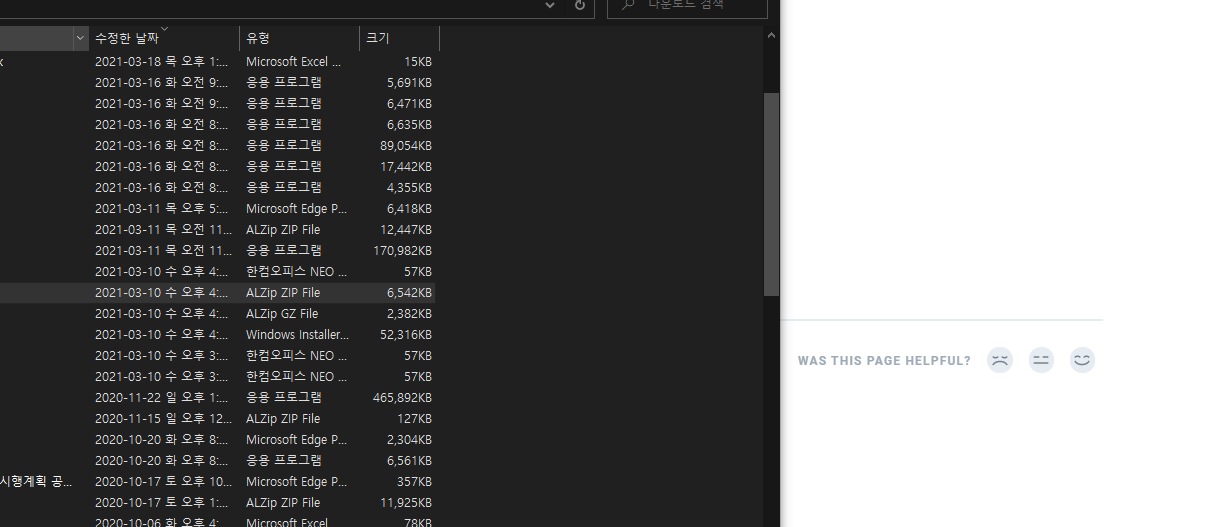 다운로드 검색
수정한 날짜 유형 크기
x 2021-03-18 목 오후 1:... Microsoft Excel ... 15KB
2021-03-16 화 오전 9:... 응용 프로그램 5,691KB
2021-03-16 화 오전 9:... 응용 프로그램 6,471KB
2021-03-16 화 오전 8:... 응용 프로그램 6,635KB
2021-03-16 화 오전 8:... 응용 프로그램 89,054KB
2021-03-16 화 오전 8:... 응용 프로그램 17,442KB
2021-03-16 화 오전 8:... 응용 프로그램 4,355KB
2021-03-11 목 오후 5:... Microsoft Edge P... 6,418KB
2021-03-11 목 오전 11... ALZip ZIP File 12,447KB
2021-03-11 목 오전 11... 응용 프로그램 170,982KB
2021-03-10 수 오후 4:... 한컴오피스 NEO ... 57KB
2021-03-10 수 오후 4:... ALZip ZIP File 6,542KB
2021-03-10 수 오후 4:... ALZip GZ File 2,382KB
2021-03-10 수 오후 4:... Windows Installer... 52,316KB
2021-03-10 수 오후 3:... 한컴오피스 NEO ... 57KB
2021-03-10 수 오후 3:... 한컴오피스 NEO ... 57KB
2020-11-22 일 오후 1:... 응용 프로그램 465,892KB
2020-11-15 일 오후 12... ALZip ZIP File 127KB
2020-10-20 화 오후 8:... Microsoft Edge P... 2,304KB
2020-10-20 화 오후 8:... 응용 프로그램 6,561KB
시행계획 공... 2020-10-17 토 오후 10... Microsoft Edge P... 357KB
2020-10-17 토 오후 1:... ALZip ZIP File 11,925KB
2020-10-06 화 오후 4:... Microsoft Excel 78KB
WAS THIS PAGE HELPFUL?